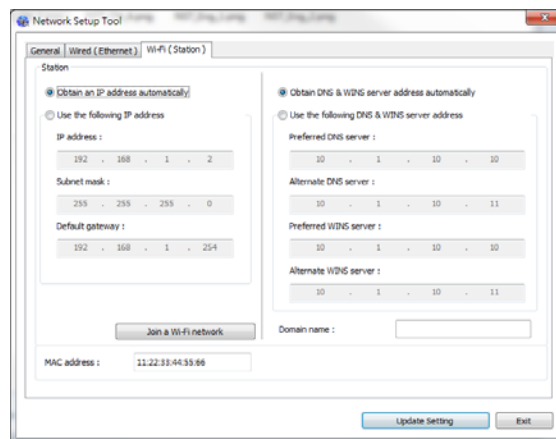 Network Setup Tool
General Wired ( Ethernet ) Wi-Fi ( Station )
Station
Obtain an IP address automatically
Use the following IP address
IP address :
192 . 168 . 1 . 2
Subnet mask :
255 . 255 . 255 . 0
Default gateway :
192 . 168 . 1 . 254
Join a Wi-Fi network
Obtain DNS & WINS server address automatically
Use the following DNS & WINS server address
Preferred DNS server :
10 . 1 . 10 . 10
Alternate DNS server :
10 . 1 . 10 . 11
Preferred WINS server :
10 . 1 . 10 . 10
Alternate WINS server :
10 . 1 . 10 . 11
Domain name :
MAC address : 11:22:33:44:55:66
Update Setting Exit